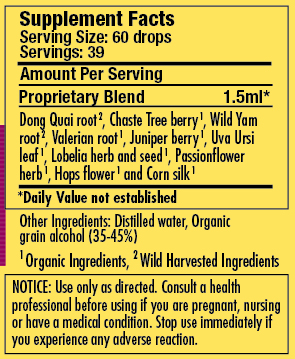 Supplement Facts
Serving Size: 60 drops
Servings: 39
Amount Per Serving
Proprietary Blend 1.5ml*
Dong Quai root², Chaste Tree berry¹, Wild Yam
root², Valerian root¹, Juniper berry¹, Uva Ursi
leaf¹, Lobelia herb and seed¹, Passionflower
herb¹, Hops flower¹ and Corn silk¹
*Daily Value not established
Other Ingredients: Distilled water, Organic
grain alcohol (35-45%)
¹Organic Ingredients, ²Wild Harvested Ingredients
NOTICE: Use only as directed. Consult a health
professional before using if you are pregnant, nursing
or have a medical condition. Stop use immediately if
you experience any adverse reaction.